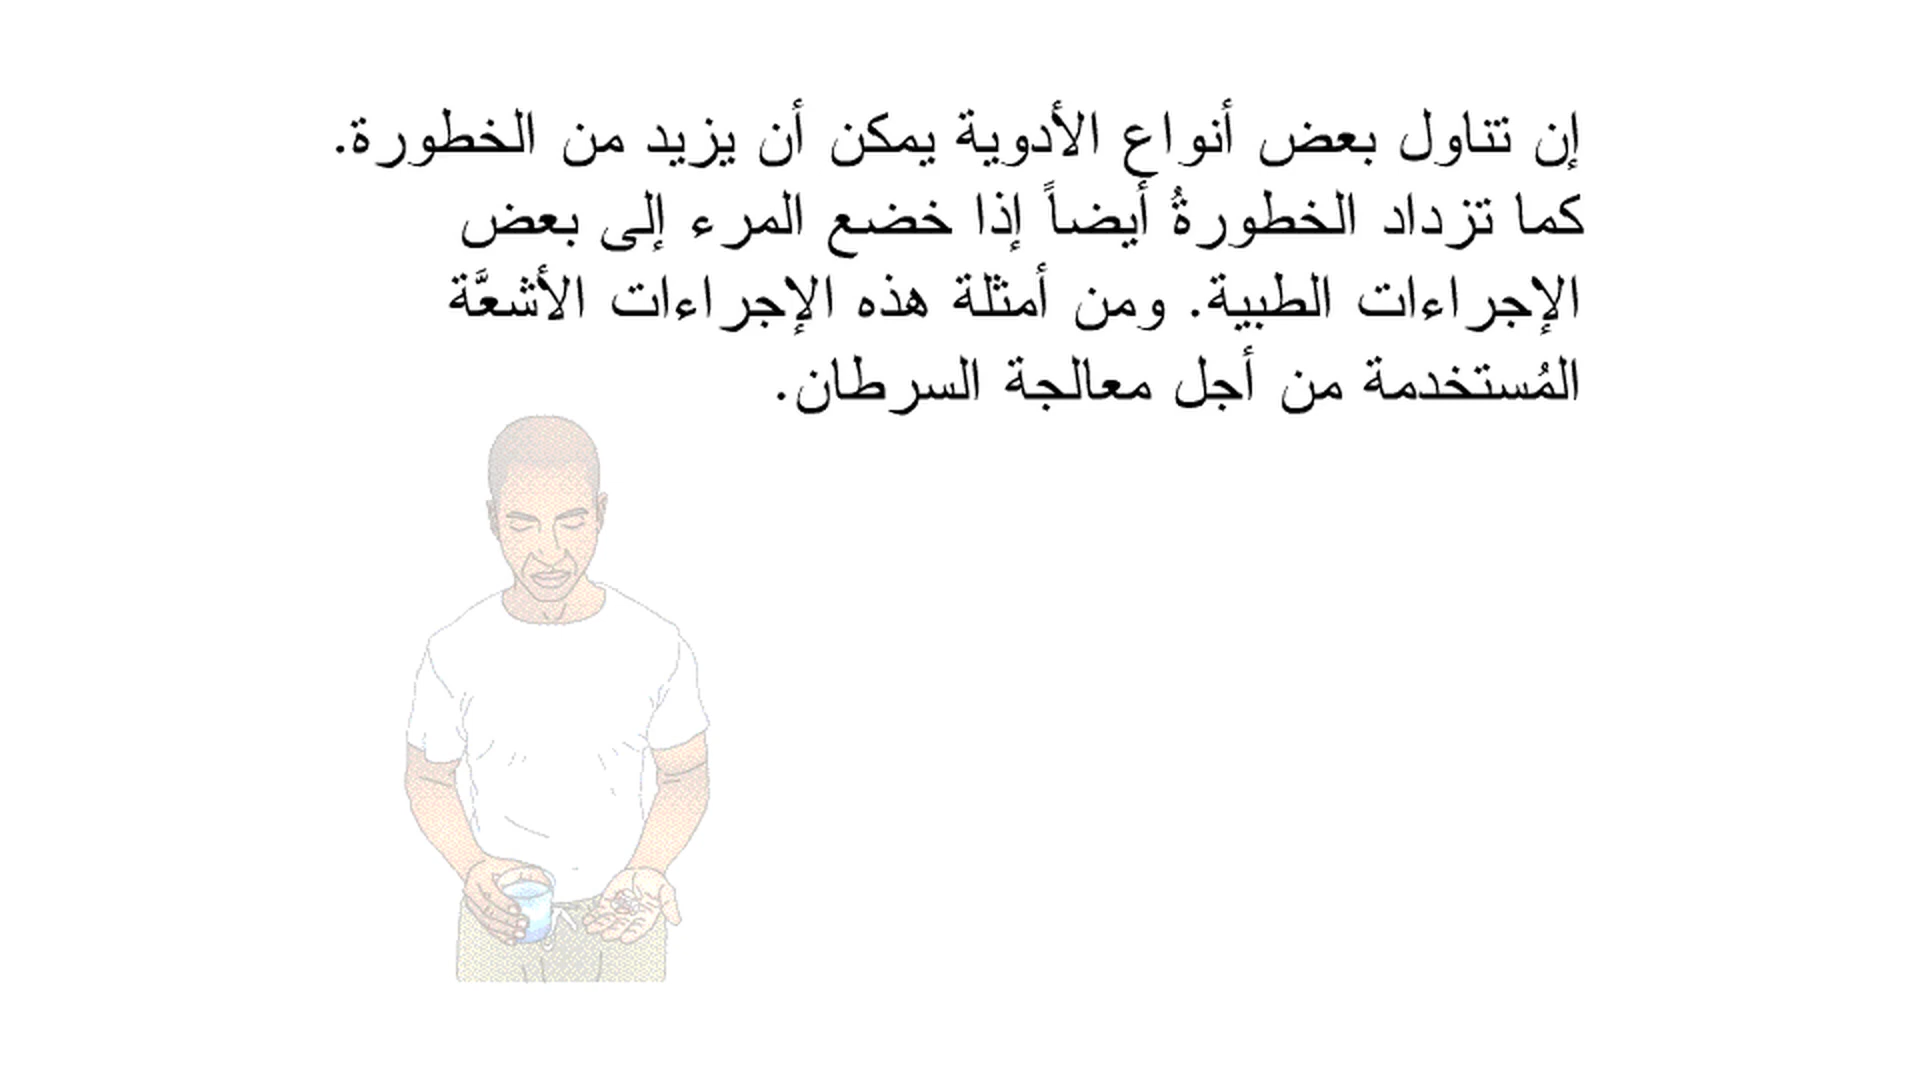 إن تتناول بعض أنواع الأدوية يمكن أن يزيد من الخطورة.
كما تزداد الخطورةُ أيضاً إذا خضع المرء إلى بعض
الإجراءات الطبية. ومن أمثلة هذه الإجراءات الأشعَّة
المُستخدمة من أجل معالجة السرطان.